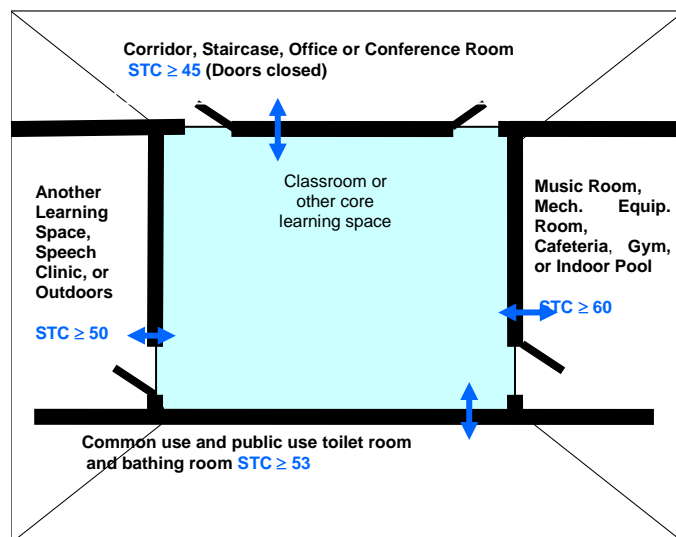 Corridor, Staircase, Office or Conference Room
STC ≥ 45 (Doors closed)
Classroom or
other core
learning space
Another
Learning
Space,
Speech
Clinic, or
Outdoors
STC ≥ 50
Music Room,
Mech. Equip.
Room,
Cafeteria, Gym,
or Indoor Pool
STC ≥ 60
Common use and public use toilet room
and bathing room STC ≥ 53